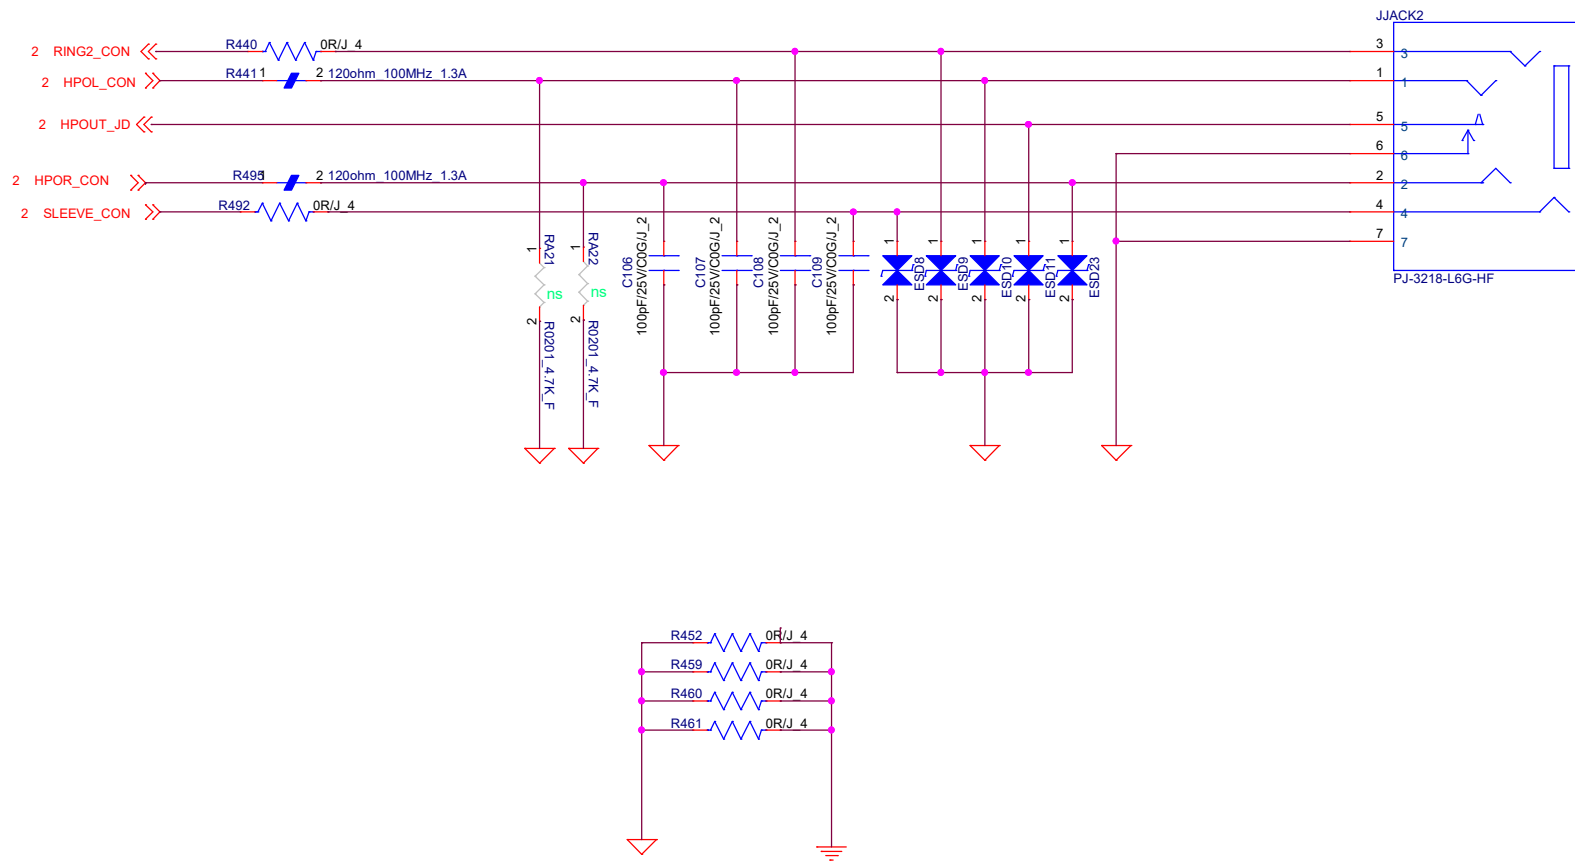 JJACK2
2 RING2_CON
R440
0R/J_4
3
3
2 HPOL_CON
R441
1
2
120ohm_100MHz_1.3A
1
1
2 HPOUT_JD
5
5
6
6
2 HPOR_CON
R495
1
2
120ohm_100MHz_1.3A
2
2
2 SLEEVE_CON
R492
0R/J_4
4
4
7
7
PJ-3218-L6G-HF
1
RA21
ns
2
R0201_4.7K_F
1
RA22
ns
2
R0201_4.7K_F
C106
100pF/25V/C0G/J_2
C107
100pF/25V/C0G/J_2
C108
100pF/25V/C0G/J_2
C109
100pF/25V/C0G/J_2
1
2
ESD8
1
2
ESD9
1
2
ESD10
1
2
ESD11
1
2
ESD23
R452
0R/J_4
R459
0R/J_4
R460
0R/J_4
R461
0R/J_4